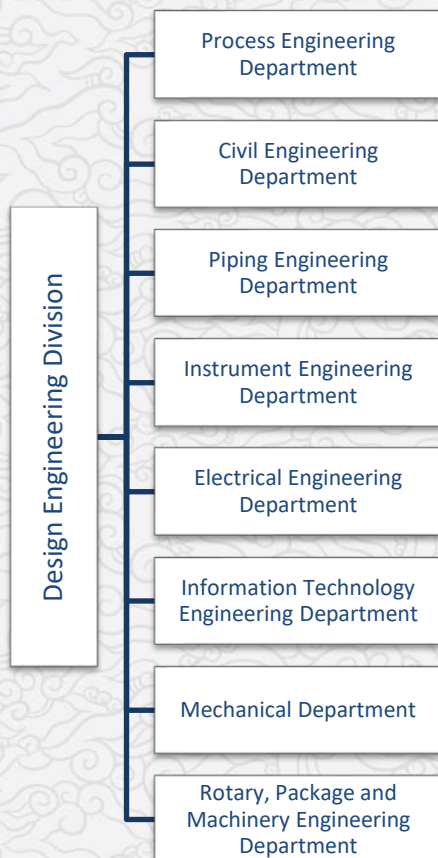 Design Engineering Division
Process Engineering
Department
Civil Engineering
Department
Piping Engineering
Department
Instrument Engineering
Department
Electrical Engineering
Department
Information Technology
Engineering Department
Mechanical Department
Rotary, Package and
Machinery Engineering
Department